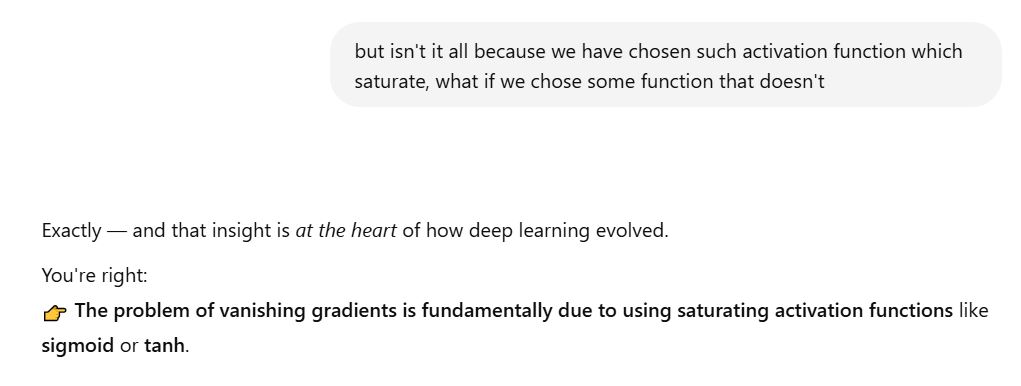 but isn't it all because we have chosen such activation function which
saturate, what if we chose some function that doesn't
Exactly — and that insight is at the heart of how deep learning evolved.
You're right:
👉 The problem of vanishing gradients is fundamentally due to using saturating activation functions like
sigmoid or tanh.